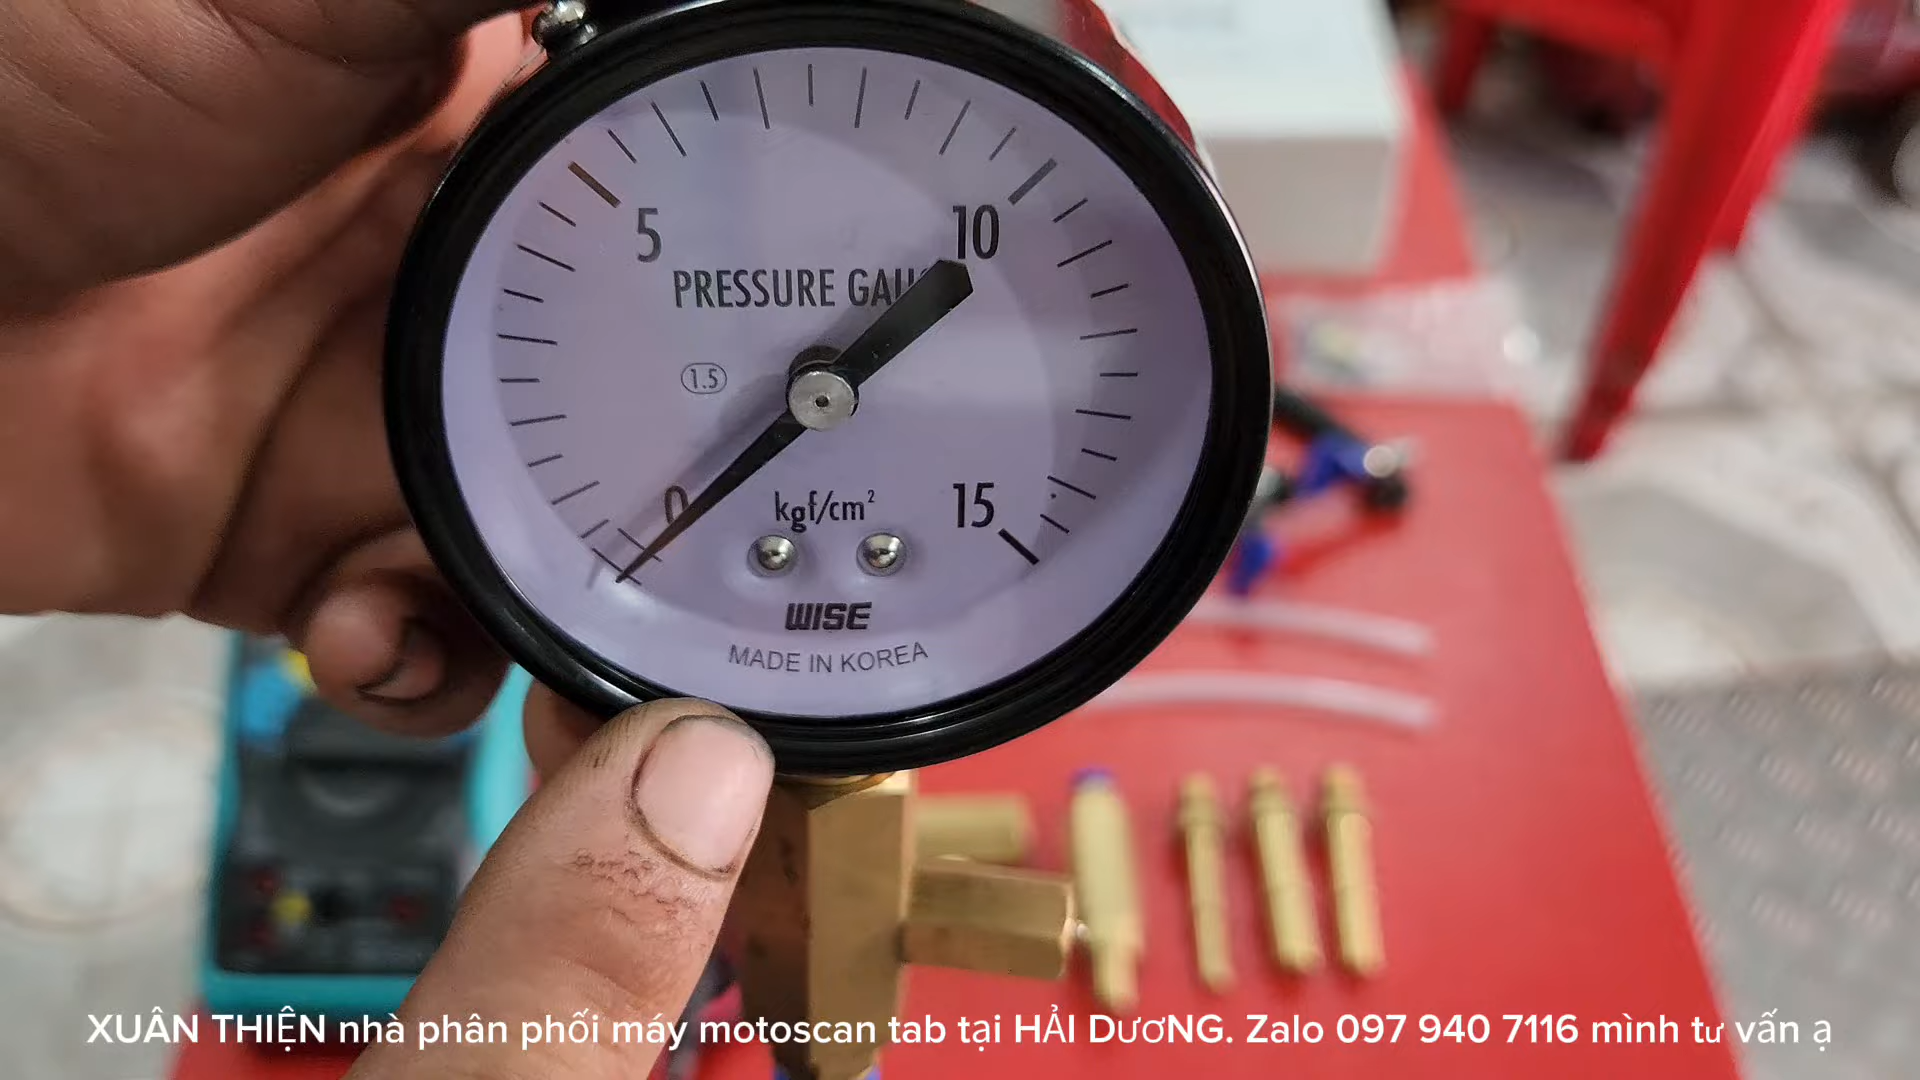 5
10
PRESSURE GAU
1.5
0
kgf/cm²
15
WISE
MADE IN KOREA
XUÂN THIỆN nhà phân phối máy motoscan tab tại HẢI DươNG. Zalo 097 940 7116 mình tư vấn ạ